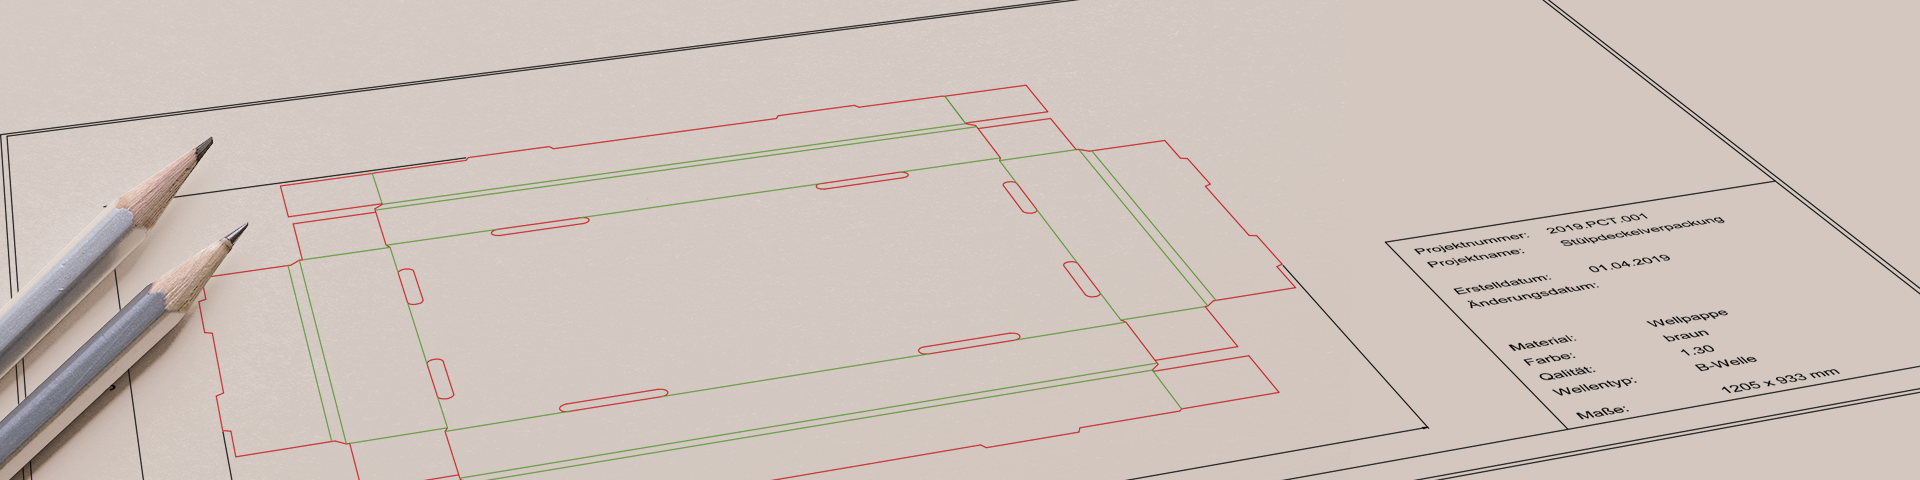 Projektnummer: 2019.PCT.001
Projektname: Stülpdeckelverpackung
Erstelldatum: 01.04.2019
Änderungsdatum:
Material: Wellpappe
Farbe: braun
Qalität: 1.30
Wellentyp: B-Welle
Maße: 1205 x 933 mm